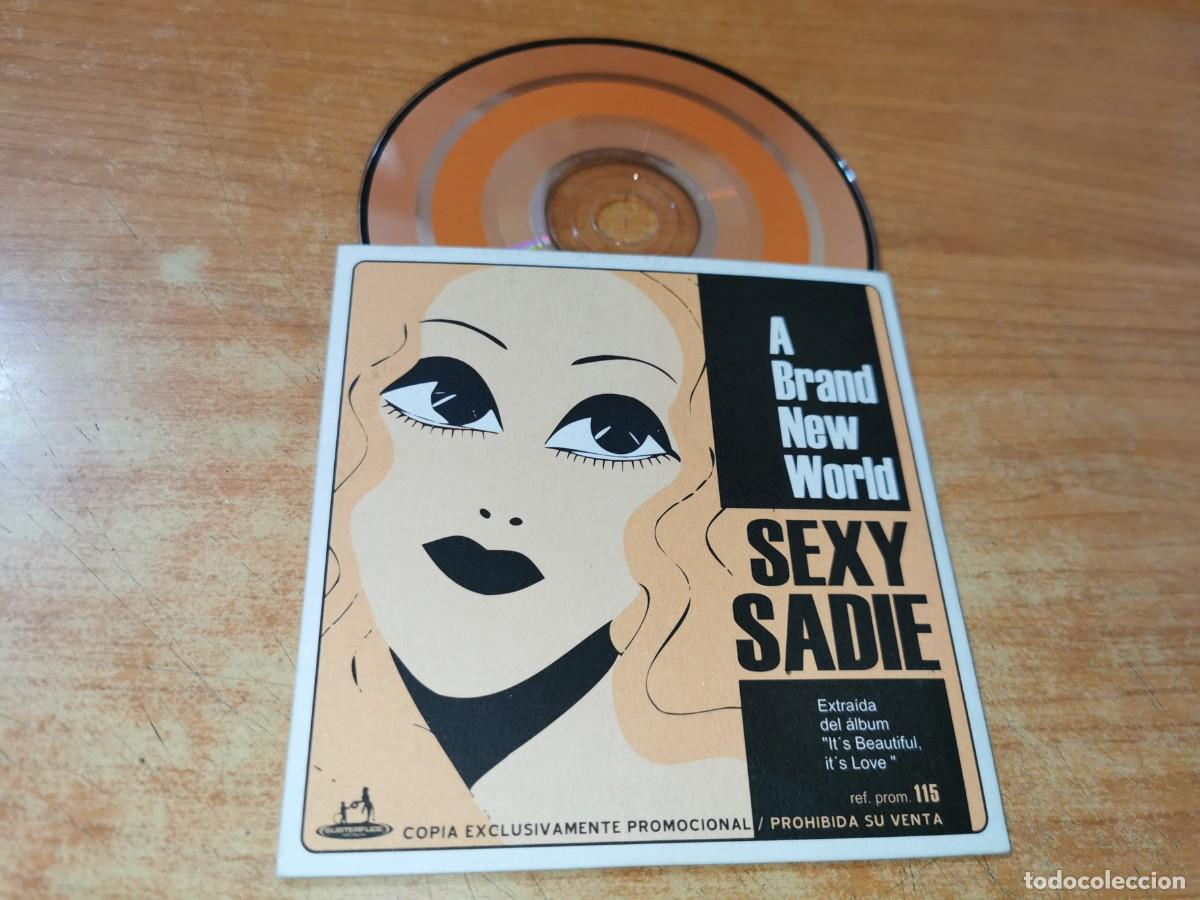 A
Brand
New
World
SEXY
SADIE
Extraída
del álbum
"It´s Beautiful,
it´s Love "
ref. prom. 115
SUBTERFUGE
COPIA EXCLUSIVAMENTE PROMOCIONAL / PROHIBIDA SU VENTA
todocoleccion